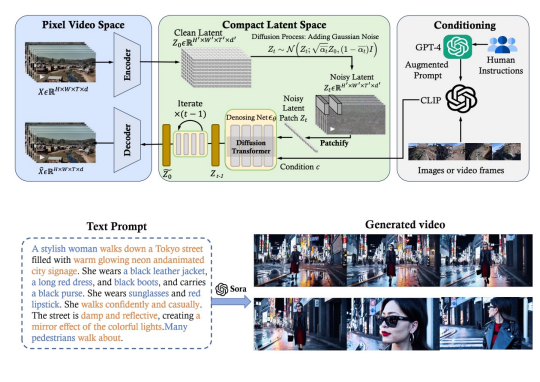 Pixel Video Space
Compact Latent Space
Conditioning
Clean Latent
Z₀∈ℝ^{H'×W'×T'×d'}
Diffusion Process: Adding Gaussian Noise
Z_t ~ 𝒩(Z_t; √ᾱ_t Z₀, (1 − ᾱ_t)I)
X∈ℝ^{H×W×T×d}
Encoder
Noisy Latent
Z_t∈ℝ^{H'×W'×T'×d'}
GPT-4
Augmented
Prompt
Human
Instructions
CLIP
Images or video frames
X̄∈ℝ^{H×W×T×d}
Decoder
Iterate
×(t − 1)
Z̄₀
Z_{t-1}
Denosing Net ϵ_θ
Diffusion
Transformer
Noisy
Latent
Patch Z_t
Patchify
Condition c
Text Prompt
A stylish woman walks down a Tokyo street
filled with warm glowing neon andanimated
city signage. She wears a black leather jacket,
a long red dress, and black boots, and carries
a black purse. She wears sunglasses and red
lipstick. She walks confidently and casually.
The street is damp and reflective, creating a
mirror effect of the colorful lights.Many
pedestrians walk about.
Sora
Generated video